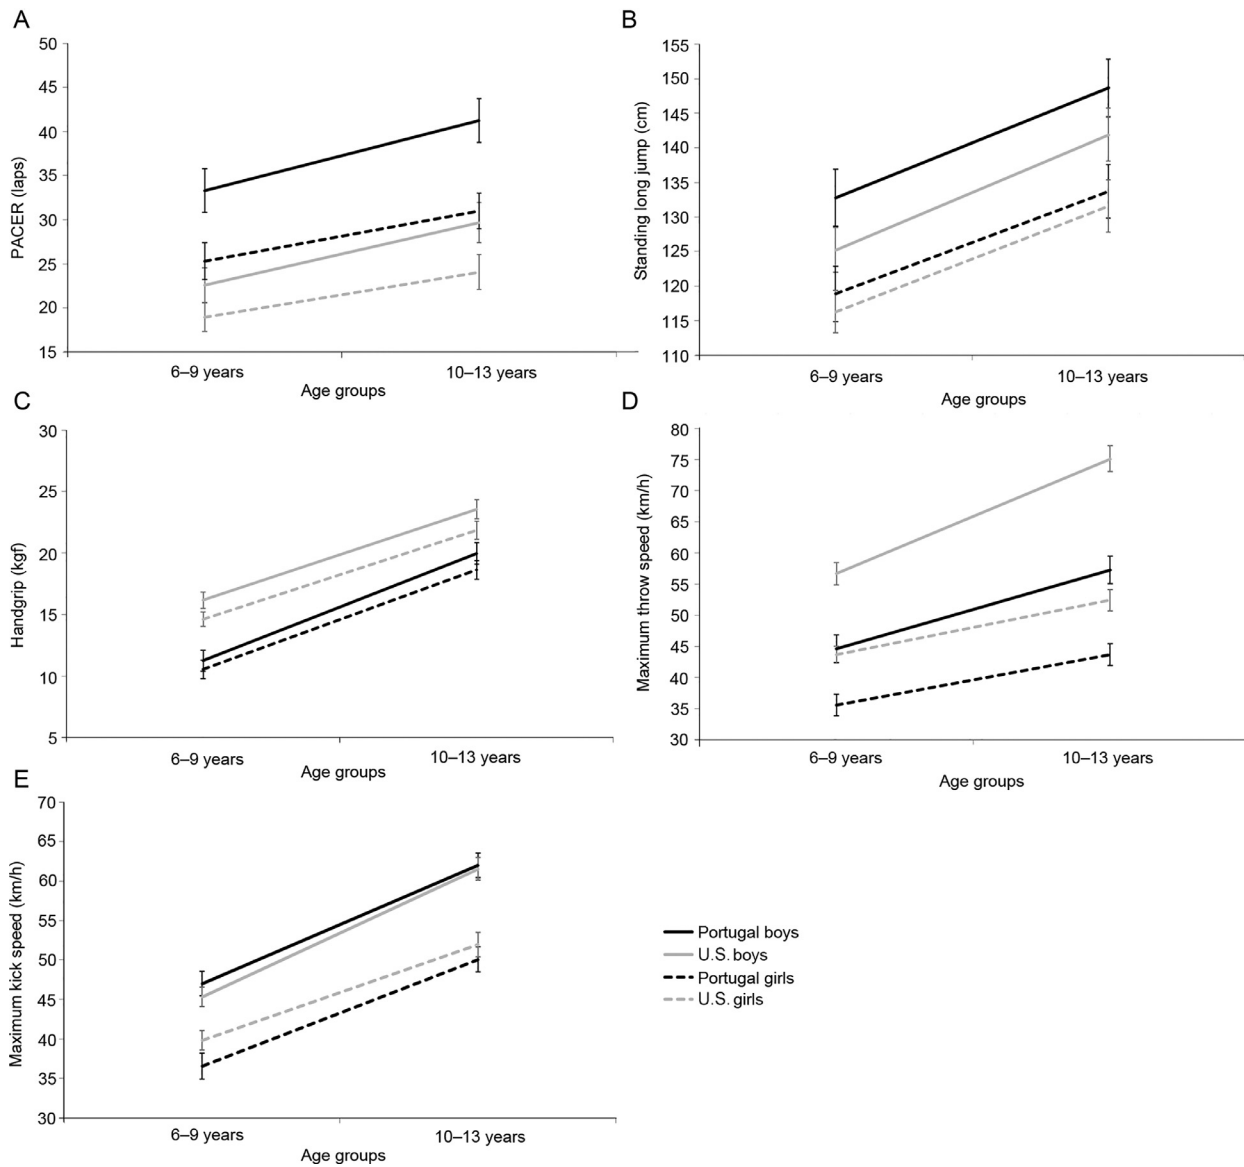 A
PACER (laps)
50
45
40
35
30
25
20
15
6–9 years
10–13 years
Age groups
B
Standing long jump (cm)
155
150
145
140
135
130
125
120
115
110
6–9 years
10–13 years
Age groups
C
Handgrip (kgf)
30
25
20
15
10
5
6–9 years
10–13 years
Age groups
D
Maximum throw speed (km/h)
80
75
70
65
60
55
50
45
40
35
30
6–9 years
10–13 years
Age groups
E
Maximum kick speed (km/h)
70
65
60
55
50
45
40
35
30
6–9 years
10–13 years
Age groups
Portugal boys
U.S. boys
Portugal girls
U.S. girls